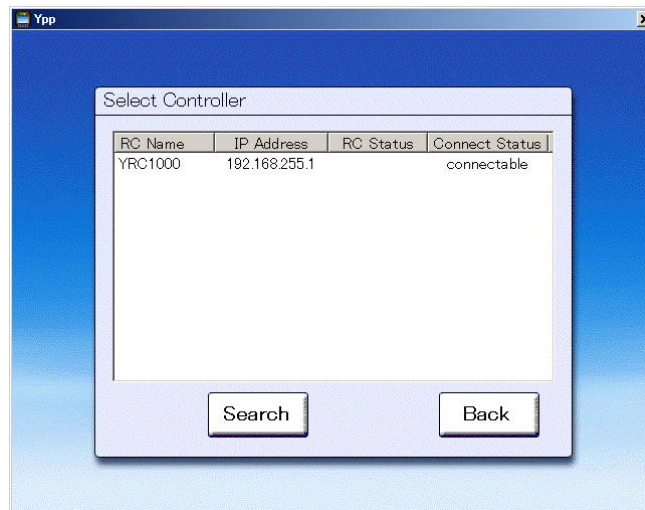 Ypp
Select Controller
RC Name IP Address RC Status Connect Status
YRC1000 192.168.255.1 connectable
Search Back